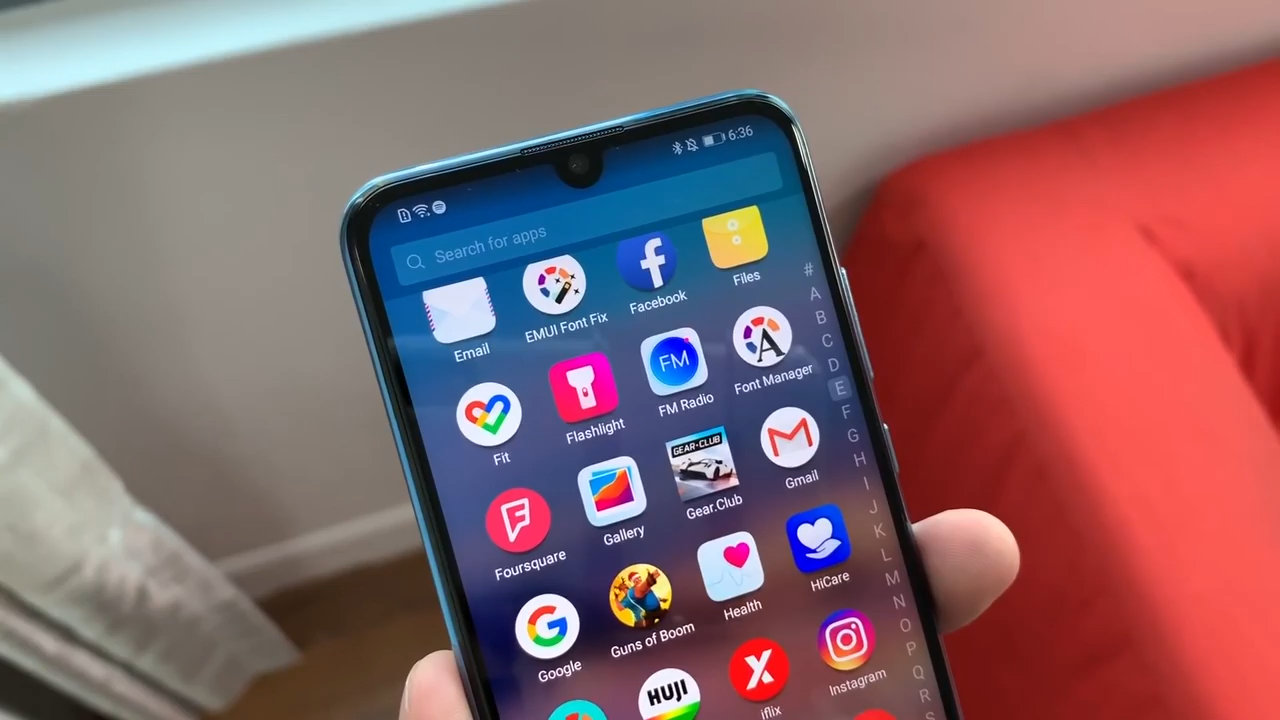 6:36
Search for apps
Email
EMUI Font Fix
Facebook
Files
Fit
Flashlight
FM
FM Radio
A
Font Manager
Foursquare
Gallery
GEAR•CLUB
Gear.Club
Gmail
Google
Guns of Boom
Health
HiCare
HUJI
iflix
Instagram
#
A
B
C
D
E
F
G
H
I
J
K
L
M
N
O
P
Q
R
S